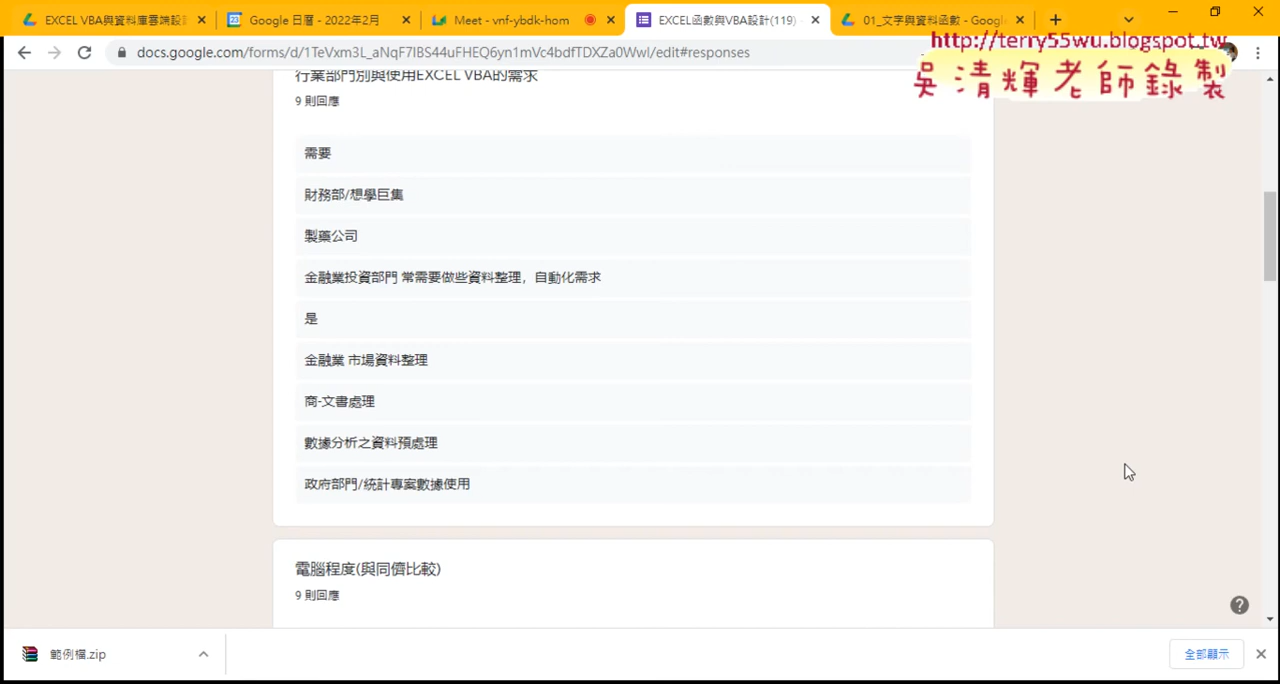 EXCEL VBA與資料庫雲端設
Google 日曆 - 2022年2月
Meet - vnf-ybdk-hom
EXCEL函數與VBA設計(119)
01_文字與資料函數 - Googl
docs.google.com/forms/d/1TeVxm3L_aNqF7IBS44uFHEQ6yn1mVc4bdfTDXZa0WwI/edit#responses
http://terry55wu.blogspot.tw
吳清輝老師錄製
行業部門別與使用EXCEL VBA的需求
9 則回應
需要
財務部/想學巨集
製藥公司
金融業投資部門 常需要做些資料整理，自動化需求
是
金融業 市場資料整理
商-文書處理
數據分析之資料預處理
政府部門/統計專案數據使用
電腦程度(與同儕比較)
9 則回應
範例檔.zip
全部顯示